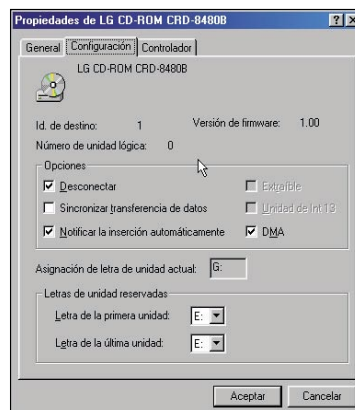 Propiedades de LG CD-ROM CRD-8480B
General Configuración Controlador
LG CD-ROM CRD-8480B
Id. de destino: 1 Versión de firmware: 1.00
Número de unidad lógica: 0
Opciones
Desconectar Extraíble
Sincronizar transferencia de datos Unidad de Int 13
Notificar la inserción automáticamente DMA
Asignación de letra de unidad actual: G:
Letras de unidad reservadas
Letra de la primera unidad: E:
Letra de la última unidad: E:
Aceptar Cancelar